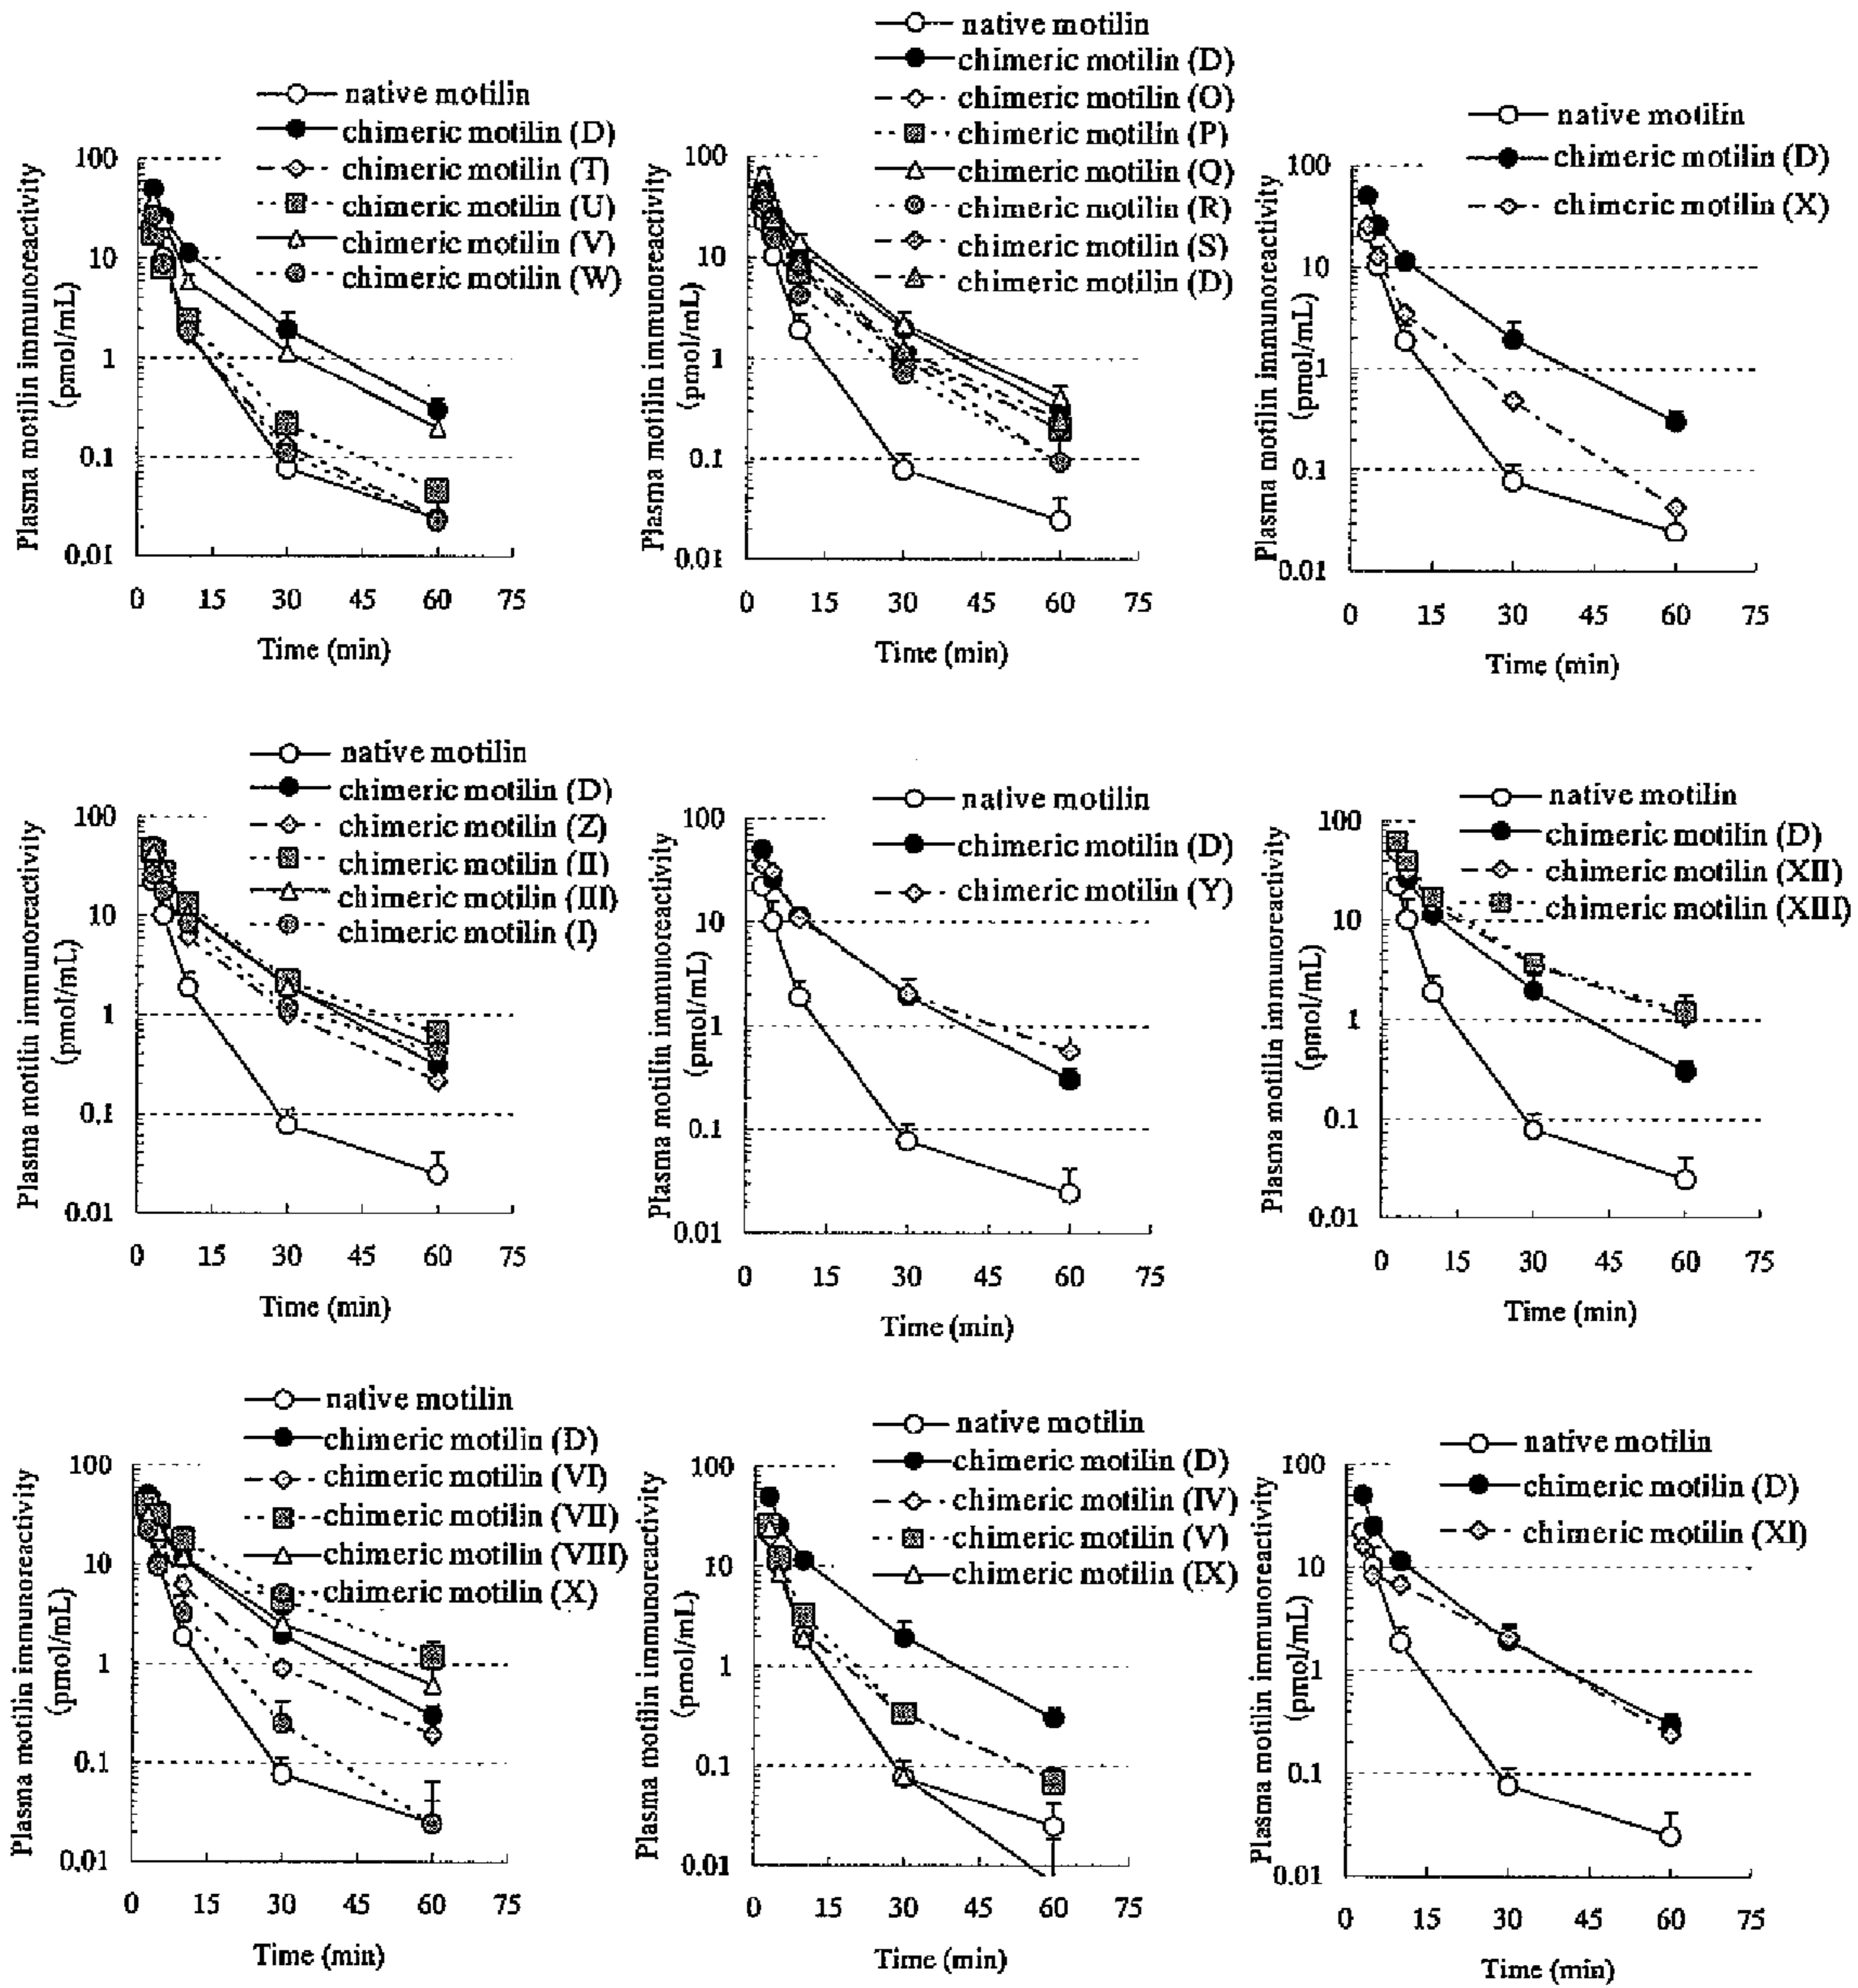 native motilin
chimeric motilin (D)
chimeric motilin (T)
chimeric motilin (U)
chimeric motilin (V)
chimeric motilin (W)
Plasma motilin immunoreactivity
(pmol/mL)
100
10
1
0.1
0.01
0 15 30 45 60 75
Time (min)
native motilin
chimeric motilin (D)
chimeric motilin (O)
chimeric motilin (P)
chimeric motilin (Q)
chimeric motilin (R)
chimeric motilin (S)
chimeric motilin (D)
Plasma motilin immunoreactivity
(pmol/mL)
100
10
1
0.1
0.01
0 15 30 45 60 75
Time (min)
native motilin
chimeric motilin (D)
chimeric motilin (X)
Plasma motilin immunoreactivity
(pmol/mL)
100
10
1
0.1
0.01
0 15 30 45 60 75
Time (min)
native motilin
chimeric motilin (D)
chimeric motilin (Z)
chimeric motilin (II)
chimeric motilin (III)
chimeric motilin (I)
Plasma motilin immunoreactivity
(pmol/mL)
100
10
1
0.1
0.01
0 15 30 45 60 75
Time (min)
native motilin
chimeric motilin (D)
chimeric motilin (Y)
Plasma motilin immunoreactivity
(pmol/mL)
100
10
1
0.1
0.01
0 15 30 45 60 75
Time (min)
native motilin
chimeric motilin (D)
chimeric motilin (XII)
chimeric motilin (XIII)
Plasma motilin immunoreactivity
(pmol/mL)
100
10
1
0.1
0.01
0 15 30 45 60 75
Time (min)
native motilin
chimeric motilin (D)
chimeric motilin (VI)
chimeric motilin (VII)
chimeric motilin (VIII)
chimeric motilin (X)
Plasma motilin immunoreactivity
(pmol/mL)
100
10
1
0.1
0.01
0 15 30 45 60 75
Time (min)
native motilin
chimeric motilin (D)
chimeric motilin (IV)
chimeric motilin (V)
chimeric motilin (IX)
Plasma motilin immunoreactivity
(pmol/mL)
100
10
1
0.1
0.01
0 15 30 45 60 75
Time (min)
native motilin
chimeric motilin (D)
chimeric motilin (XI)
Plasma motilin immunoreactivity
(pmol/mL)
100
10
1
0.1
0.01
0 15 30 45 60 75
Time (min)